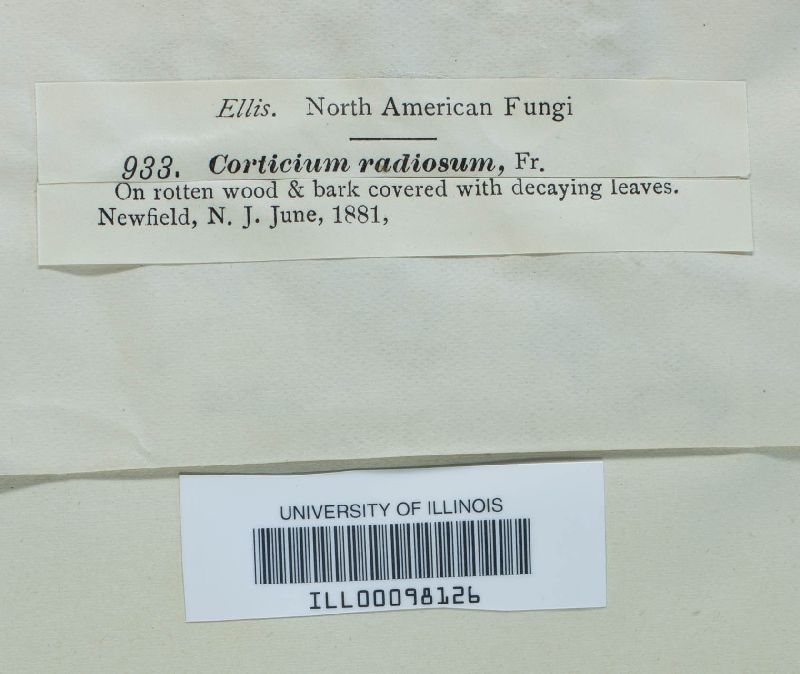 Ellis. North American Fungi
933. Corticium radiosum, Fr.
On rotten wood & bark covered with decaying leaves.
Newfield, N. J. June, 1881,
UNIVERSITY OF ILLINOIS
ILL00098126